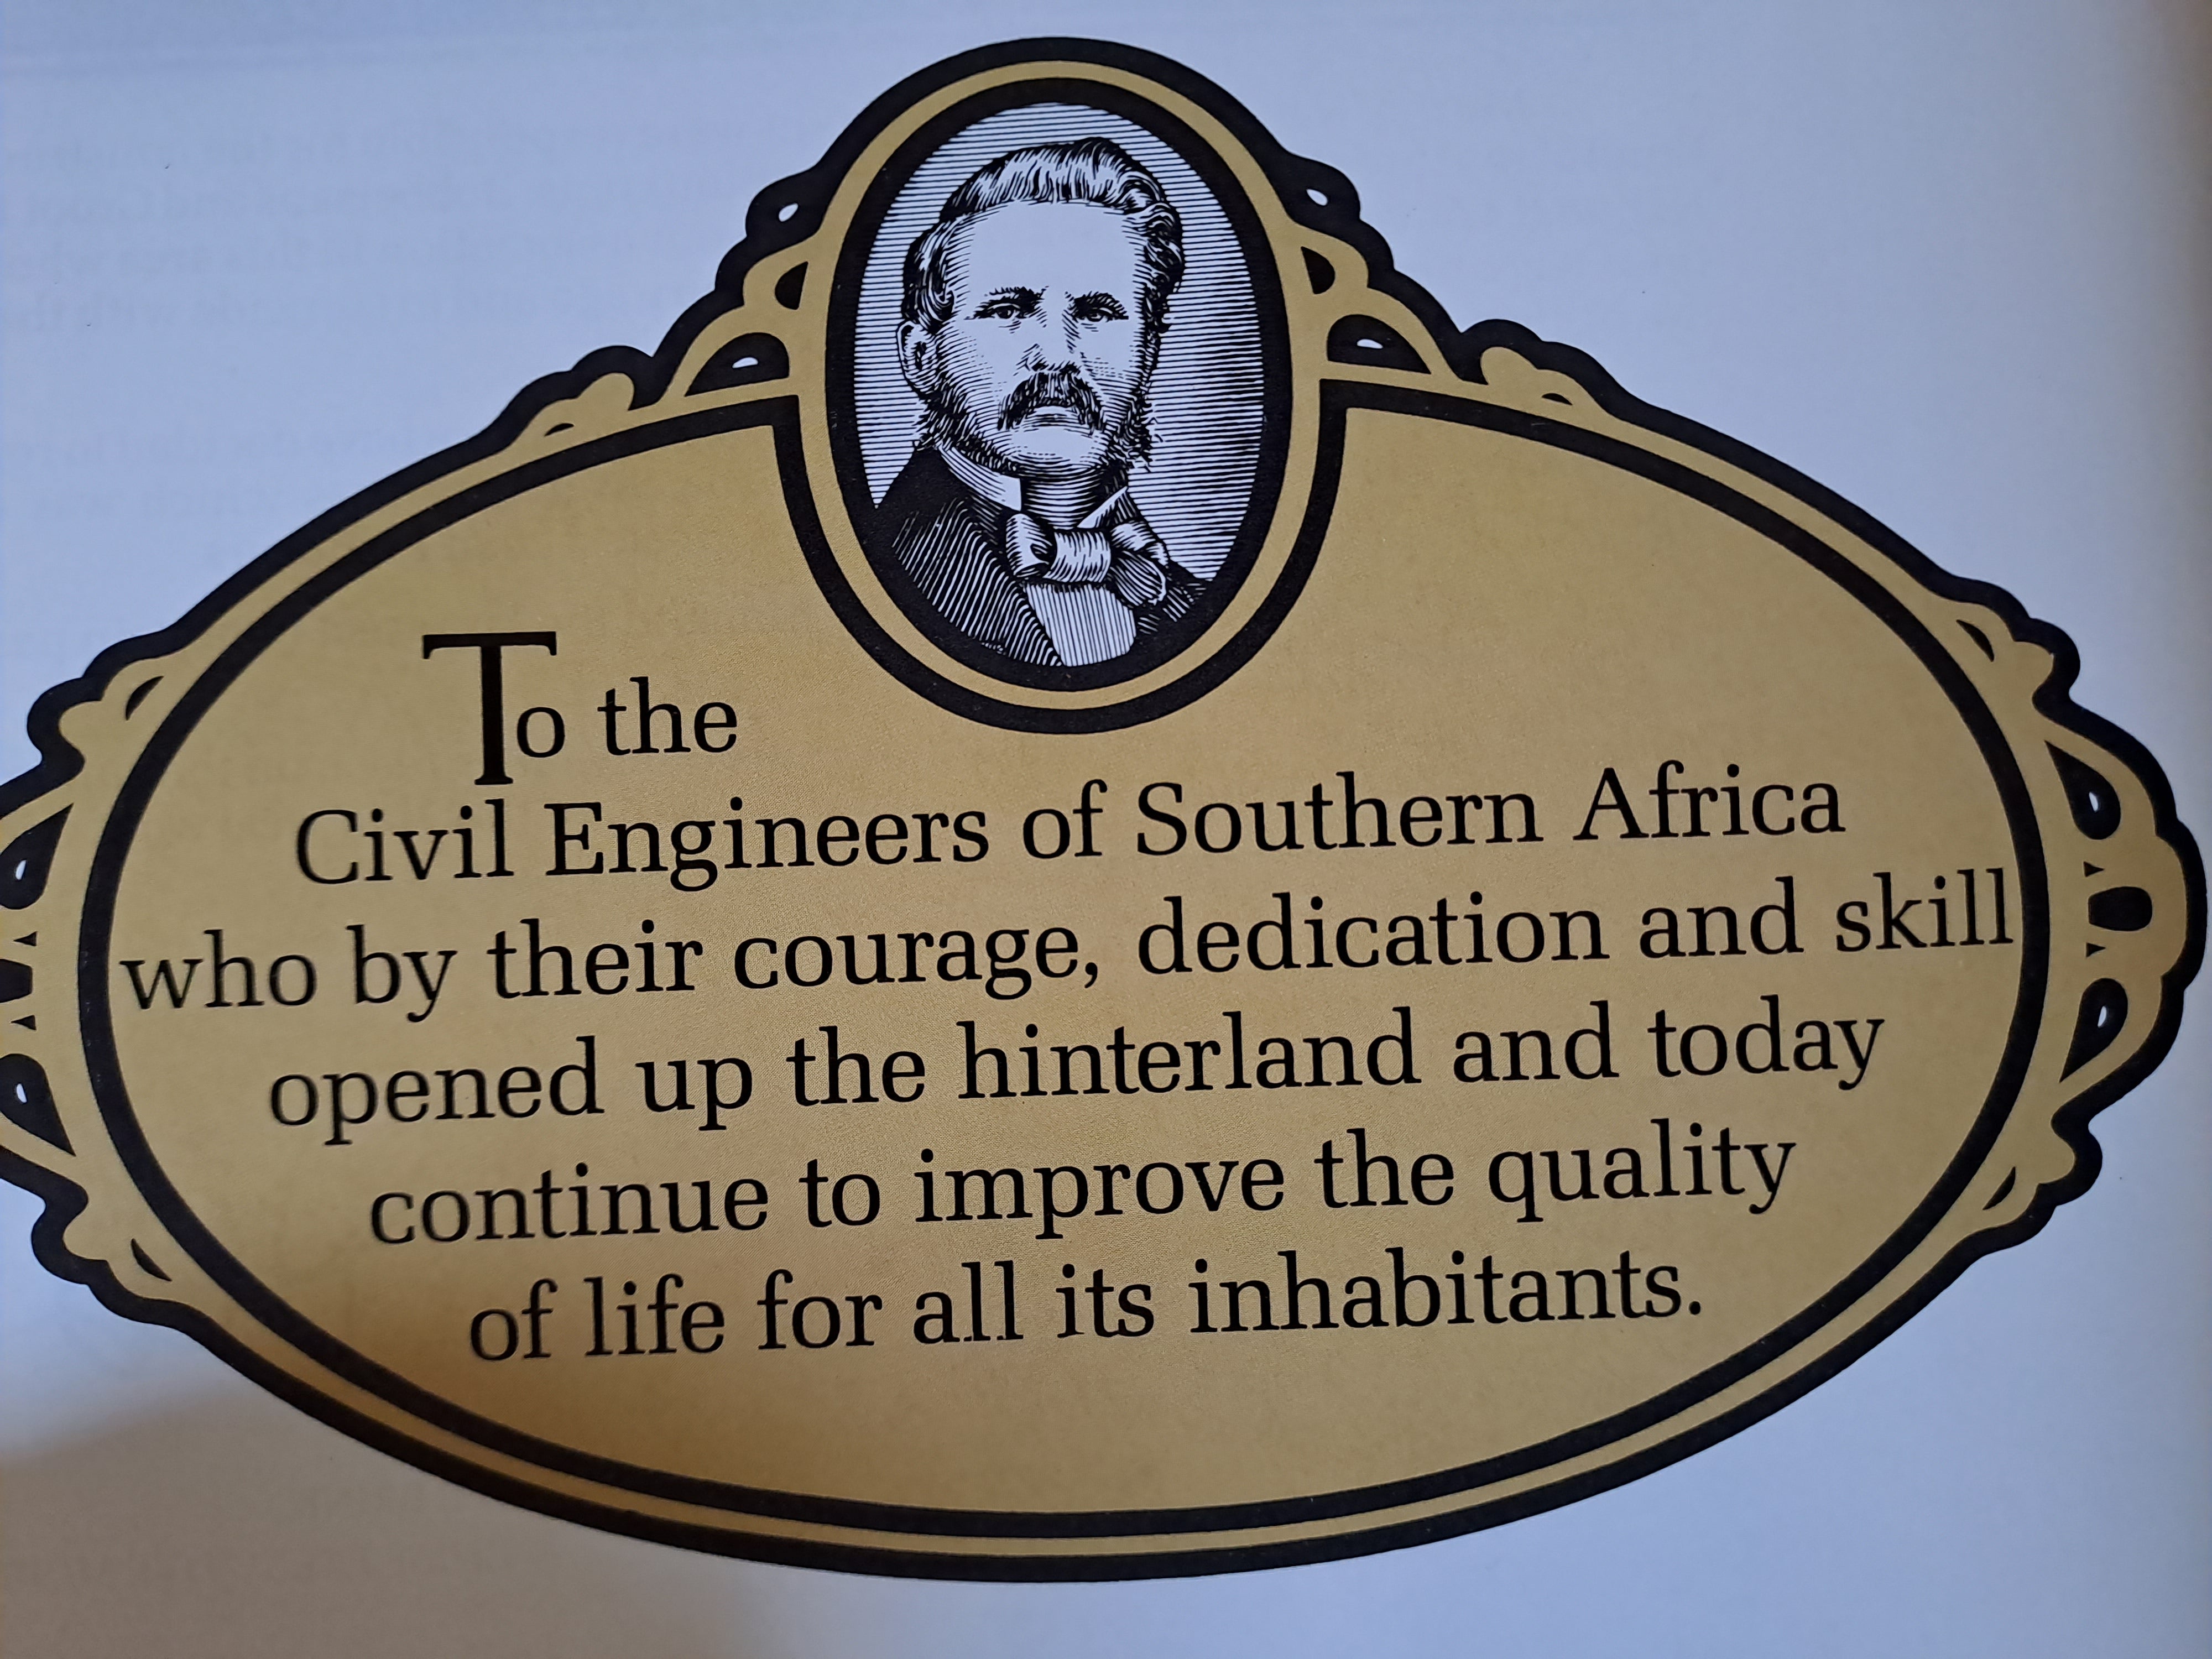 To the
Civil Engineers of Southern Africa
who by their courage, dedication and skill
opened up the hinterland and today
continue to improve the quality
of life for all its inhabitants.